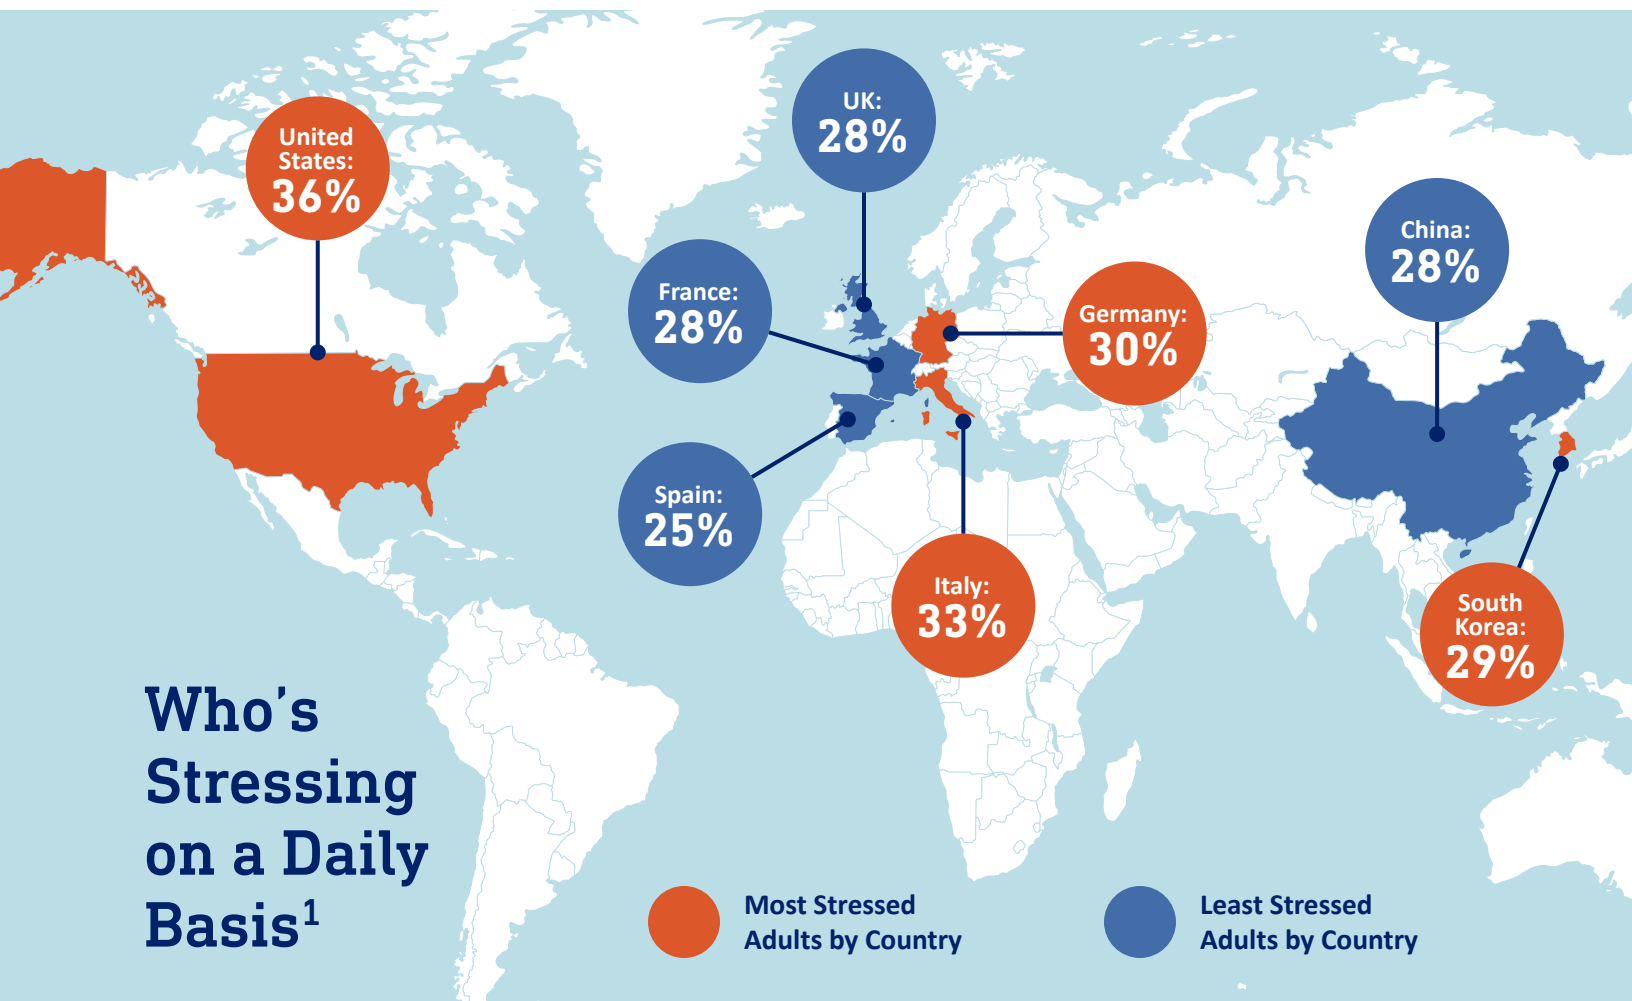 United
States:
36%
UK:
28%
France:
28%
Spain:
25%
Germany:
30%
Italy:
33%
China:
28%
South
Korea:
29%
Who's
Stressing
on a Daily
Basis¹
Most Stressed
Adults by Country
Least Stressed
Adults by Country